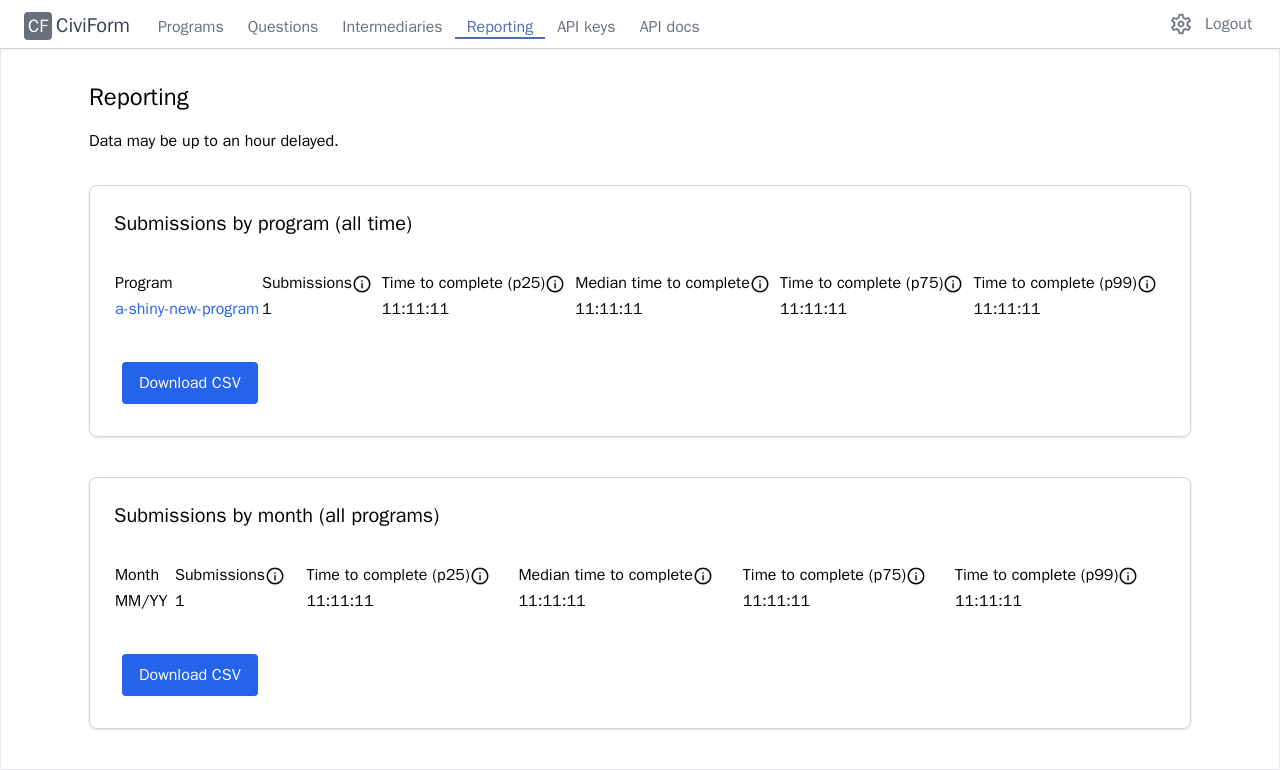 CF CiviForm Programs Questions Intermediaries Reporting API keys API docs Logout
Reporting
Data may be up to an hour delayed.
Submissions by program (all time)
Program Submissions Time to complete (p25) Median time to complete Time to complete (p75) Time to complete (p99)
a-shiny-new-program 1 11:11:11 11:11:11 11:11:11 11:11:11
Download CSV
Submissions by month (all programs)
Month Submissions Time to complete (p25) Median time to complete Time to complete (p75) Time to complete (p99)
MM/YY 1 11:11:11 11:11:11 11:11:11 11:11:11
Download CSV